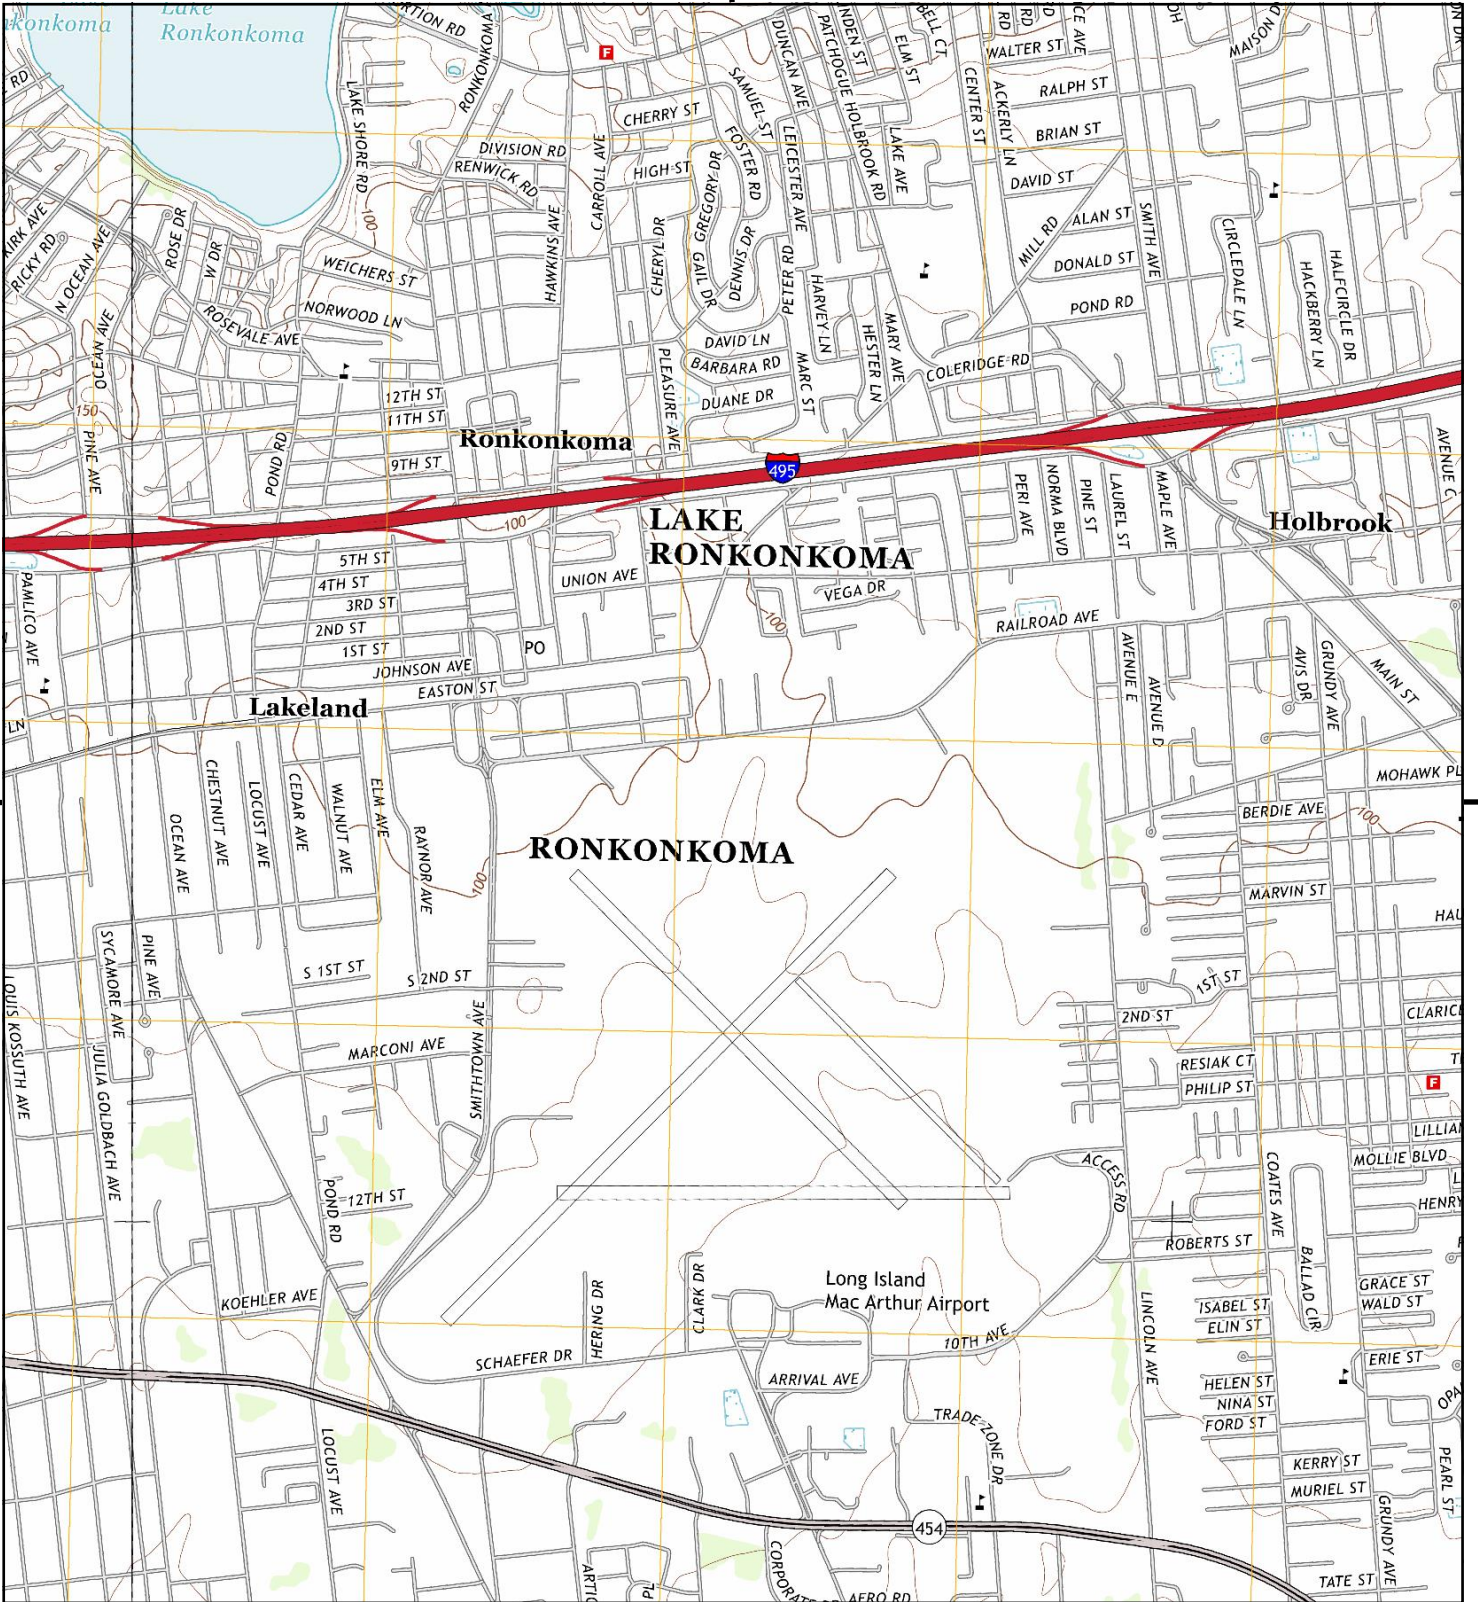 Lake
Ronkonkoma
RONKONKOMA
LAKE SHORE RD
F
CHERRY ST
SAMUEL ST
DUNCAN AVE
PATCHOGUE HOLBROOK RD
ELM ST
BELL CT
WALTER ST
RALPH ST
BRIAN ST
CENTER ST
ACKERLY LN
DIVISION RD
RENWICK RD
HIGH ST
CARROLL AVE
FOSTER RD
LEICESTER AVE
LAKE AVE
DAVID ST
ALAN ST
SMITH AVE
MILL RD
DONALD ST
POND RD
CIRCLEDALE LN
HACKBERRY LN
HALFCIRCLE DR
KIRK AVE
RICKY RD
N OCEAN AVE
ROSE DR
W DR
100
WEICHERS ST
NORWOOD LN
ROSEVALE AVE
HAWKINS AVE
CHERYL DR
GREGORY DR
GAIL DR
DENNIS DR
PETER RD
HARVEY LN
HESTER LN
MARY AVE
MARC ST
COLERIDGE RD
DAVID LN
BARBARA RD
DUANE DR
PLEASURE AVE
OCEAN AVE
150
PINE AVE
POND RD
12TH ST
11TH ST
9TH ST
Ronkonkoma
495
LAKE
RONKONKOMA
100
PERI AVE
NORMA BLVD
PINE ST
LAUREL ST
MAPLE AVE
Holbrook
AVENUE C
5TH ST
4TH ST
3RD ST
2ND ST
1ST ST
JOHNSON AVE
EASTON ST
UNION AVE
PO
VEGA DR
100
RAILROAD AVE
PAMLICO AVE
LN
Lakeland
AVENUE E
AVENUE D
AVIS DR
GRUNDY AVE
MAIN ST
MOHAWK PL
BERDIE AVE
100
MARVIN ST
OCEAN AVE
CHESTNUT AVE
LOCUST AVE
CEDAR AVE
WALNUT AVE
ELM AVE
RAYNOR AVE
100
RONKONKOMA
SYCAMORE AVE
PINE AVE
S 1ST ST
S 2ND ST
MARCONI AVE
SMITHTOWN AVE
LOUIS KOSSUTH AVE
JULIA GOLDBACH AVE
1ST ST
2ND ST
RESIAK CT
PHILIP ST
F
MOLLIE BLVD
HENRY
ACCESS RD
COATES AVE
ROBERTS ST
BALLAD CIR
GRACE ST
WALD ST
ISABEL ST
ELIN ST
ERIE ST
12TH ST
POND RD
KOEHLER AVE
HERING DR
CLARK DR
SCHAEFER DR
Long Island
Mac Arthur Airport
10TH AVE
ARRIVAL AVE
LINCOLN AVE
HELEN ST
NINA ST
FORD ST
TRADE ZONE DR
KERRY ST
MURIEL ST
PEARL ST
GRUNDY AVE
LOCUST AVE
454
AERO RD
TATE ST